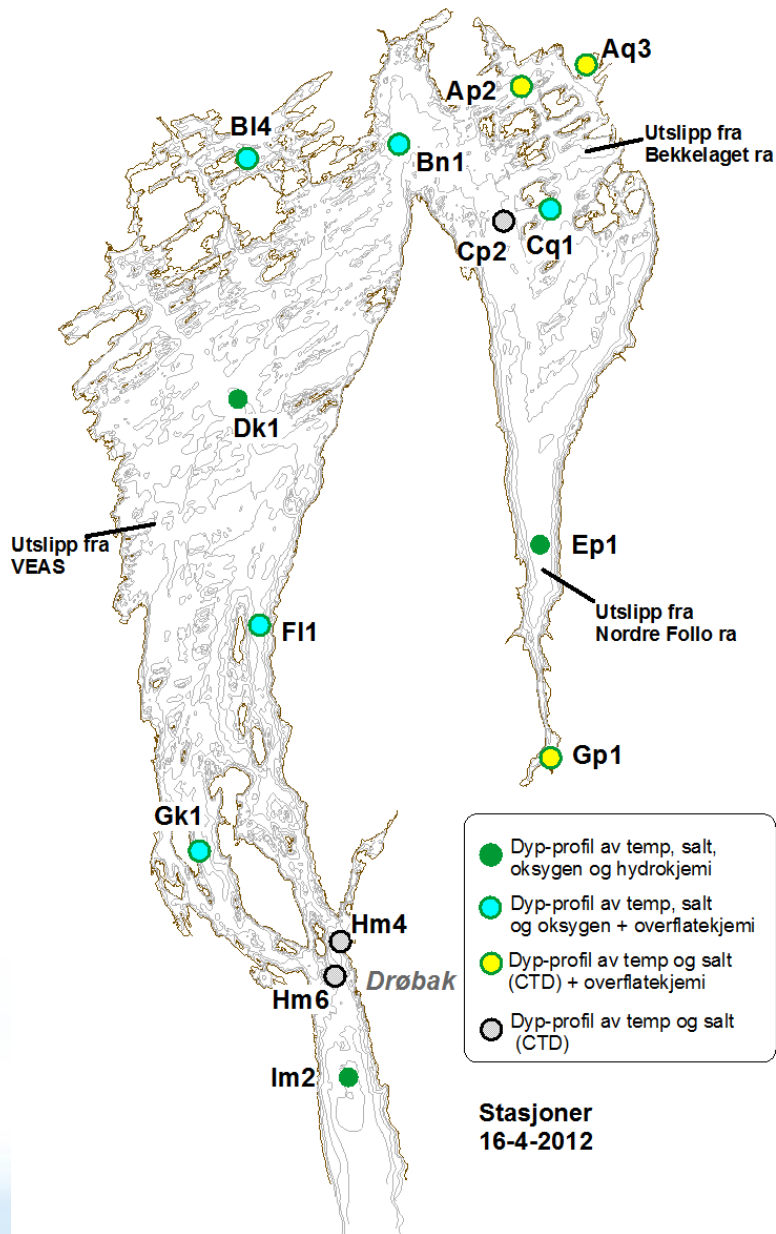 Aq3
Ap2
Bl4
Bn1
Utslipp fra
Bekkelaget ra
Cp2
Cq1
Dk1
Utslipp fra
VEAS
Ep1
Utslipp fra
Nordre Follo ra
Fl1
Gp1
Gk1
Hm4
Drøbak
Hm6
Im2
Dyp-profil av temp, salt,
oksygen og hydrokjemi
Dyp-profil av temp, salt
og oksygen + overflatekjemi
Dyp-profil av temp og salt
(CTD) + overflatekjemi
Dyp-profil av temp og salt
(CTD)
Stasjoner
16-4-2012